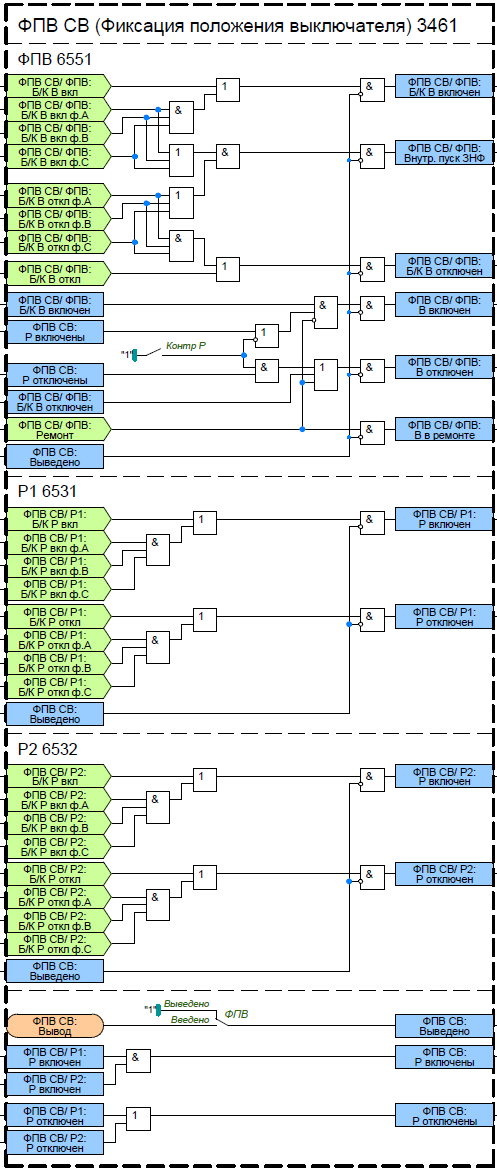 ФПВ СВ (Фиксация положения выключателя) 3461
ФПВ 6551
ФПВ СВ/ ФПВ:
Б/К В вкл
1
&
ФПВ СВ/ ФПВ:
Б/К В включен
ФПВ СВ/ ФПВ:
Б/К В вкл ф.А
&
ФПВ СВ/ ФПВ:
Б/К В вкл ф.В
ФПВ СВ/ ФПВ:
Б/К В вкл ф.С
1
&
&
ФПВ СВ/ ФПВ:
Внутр. пуск ЗНФ
ФПВ СВ/ ФПВ:
Б/К В откл ф.А
1
ФПВ СВ/ ФПВ:
Б/К В откл ф.В
ФПВ СВ/ ФПВ:
Б/К В откл ф.С
&
ФПВ СВ/ ФПВ:
Б/К В откл
1
&
ФПВ СВ/ ФПВ:
Б/К В отключен
ФПВ СВ/ ФПВ:
Б/К В включен
&
&
ФПВ СВ/ ФПВ:
В включен
ФПВ СВ:
Р включены
1
"1"
Контр Р
ФПВ СВ:
Р отключены
&
1
&
ФПВ СВ/ ФПВ:
В отключен
ФПВ СВ/ ФПВ:
Б/К В отключен
ФПВ СВ/ ФПВ:
Ремонт
&
ФПВ СВ/ ФПВ:
В в ремонте
ФПВ СВ:
Выведено
Р1 6531
ФПВ СВ/ Р1:
Б/К Р вкл
1
&
ФПВ СВ/ Р1:
Р включен
ФПВ СВ/ Р1:
Б/К Р вкл ф.А
&
ФПВ СВ/ Р1:
Б/К Р вкл ф.В
ФПВ СВ/ Р1:
Б/К Р вкл ф.С
ФПВ СВ/ Р1:
Б/К Р откл
1
&
ФПВ СВ/ Р1:
Р отключен
ФПВ СВ/ Р1:
Б/К Р откл ф.А
&
ФПВ СВ/ Р1:
Б/К Р откл ф.В
ФПВ СВ/ Р1:
Б/К Р откл ф.С
ФПВ СВ:
Выведено
Р2 6532
ФПВ СВ/ Р2:
Б/К Р вкл
1
&
ФПВ СВ/ Р2:
Р включен
ФПВ СВ/ Р2:
Б/К Р вкл ф.А
&
ФПВ СВ/ Р2:
Б/К Р вкл ф.В
ФПВ СВ/ Р2:
Б/К Р вкл ф.С
ФПВ СВ/ Р2:
Б/К Р откл
1
&
ФПВ СВ/ Р2:
Р отключен
ФПВ СВ/ Р2:
Б/К Р откл ф.А
&
ФПВ СВ/ Р2:
Б/К Р откл ф.В
ФПВ СВ/ Р2:
Б/К Р откл ф.С
ФПВ СВ:
Выведено
"1"
Выведено
ФПВ СВ:
Вывод
Введено
ФПВ
ФПВ СВ:
Выведено
ФПВ СВ/ Р1:
Р включен
&
ФПВ СВ:
Р включены
ФПВ СВ/ Р2:
Р включен
ФПВ СВ/ Р1:
Р отключен
1
ФПВ СВ:
Р отключены
ФПВ СВ/ Р2:
Р отключен